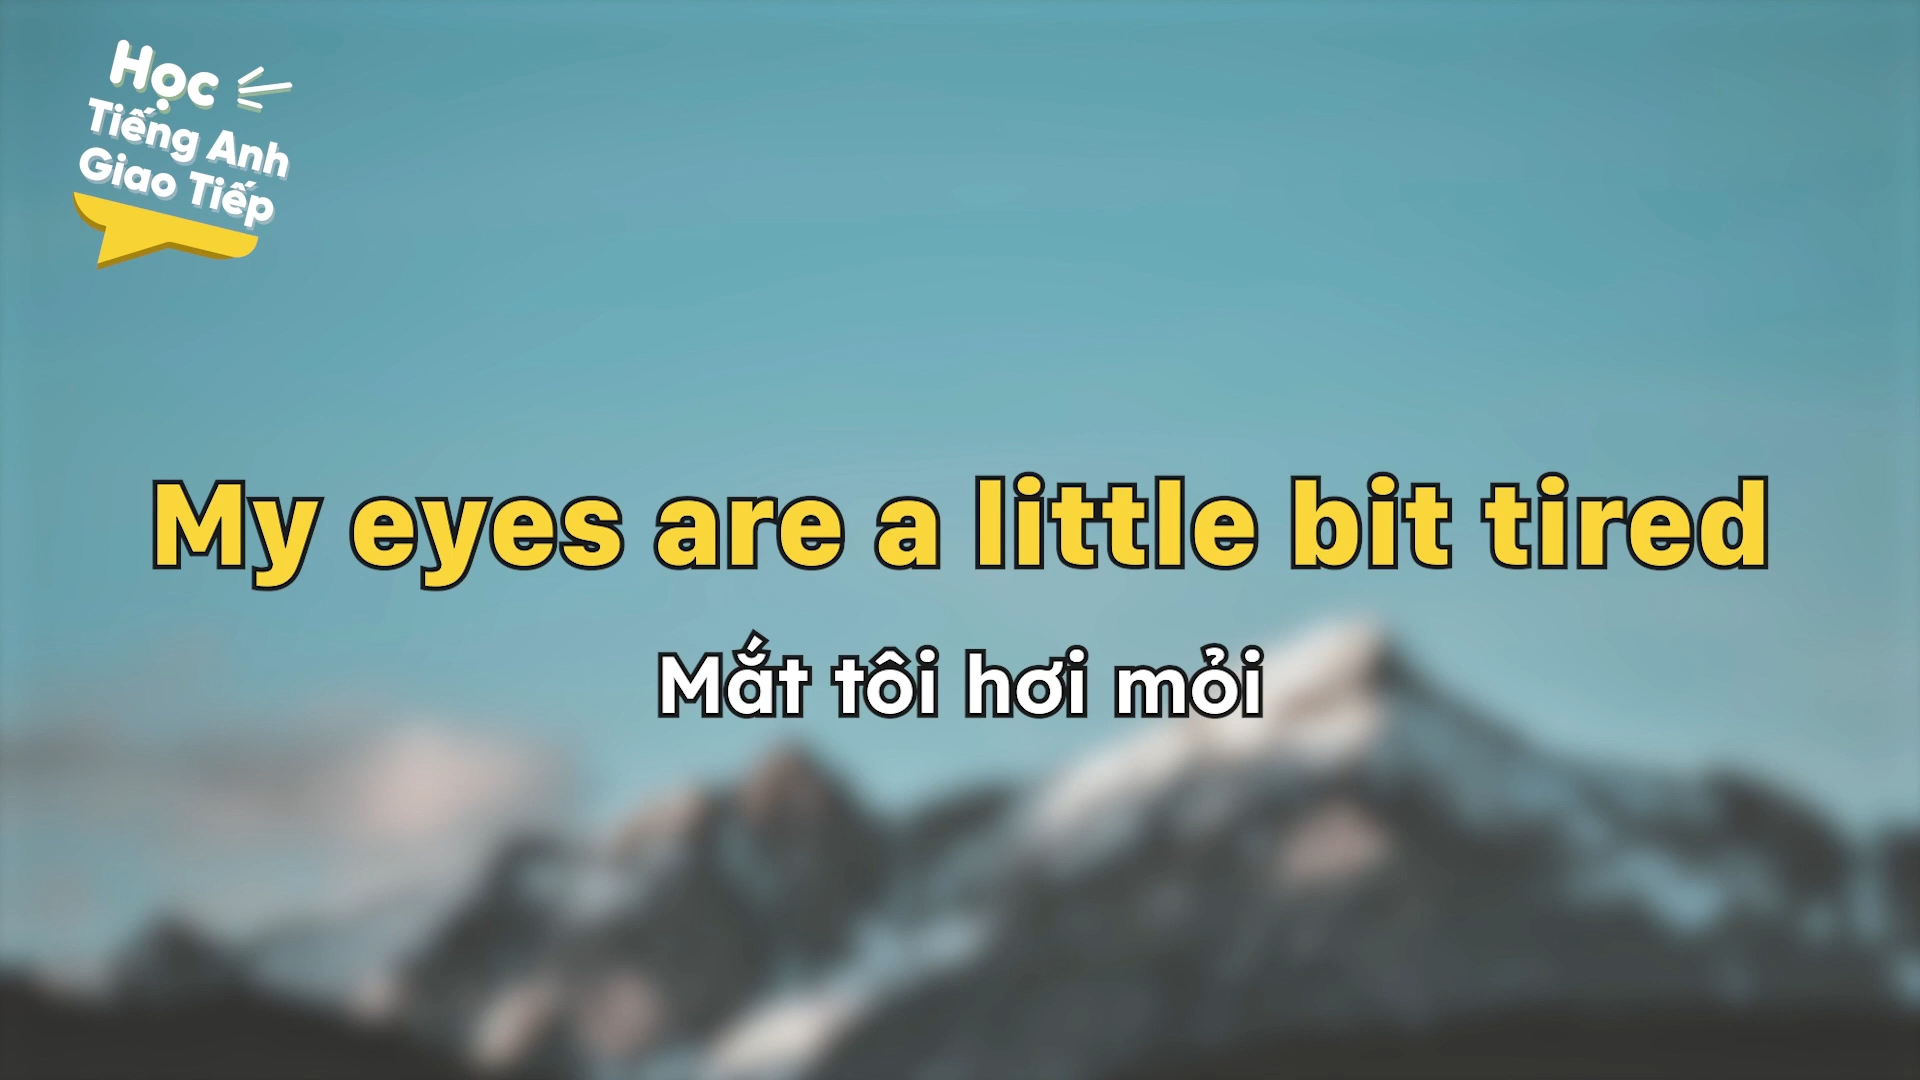 Học
Tiếng Anh
Giao Tiếp
My eyes are a little bit tired
Mắt tôi hơi mỏi